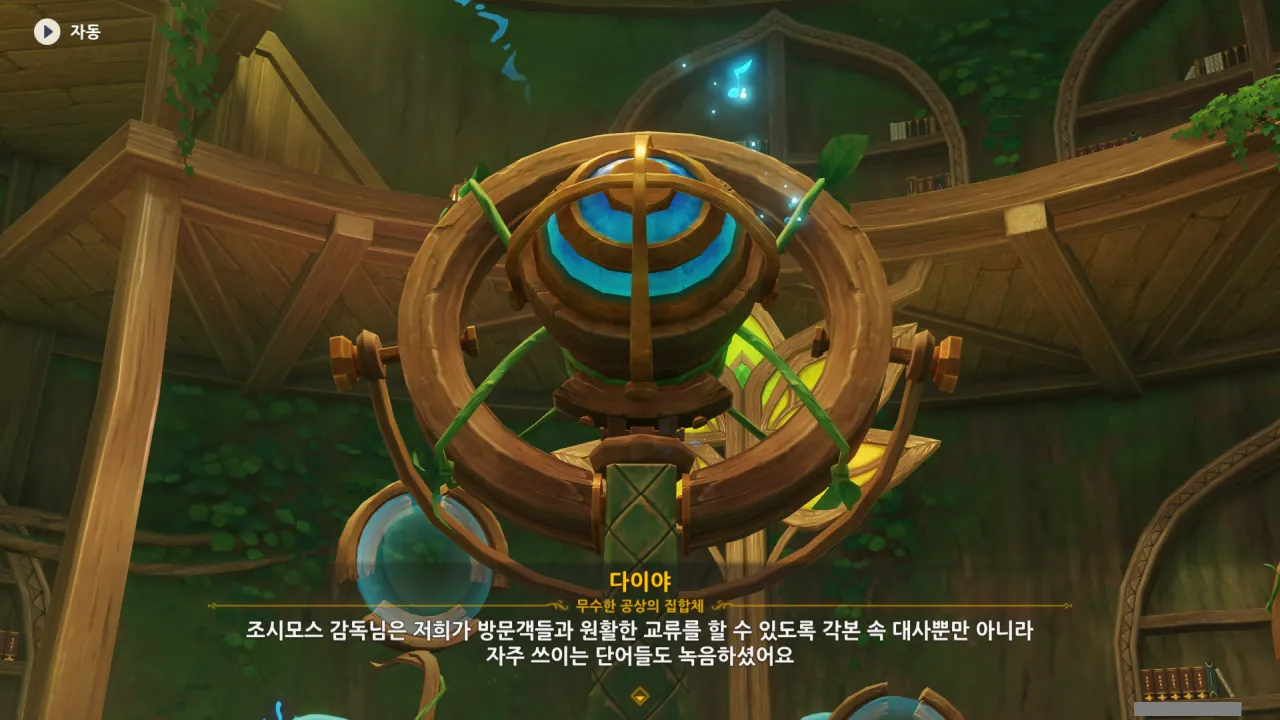 자동
다이야
무수한 공상의 집합체
조시모스 감독님은 저희가 방문객들과 원활한 교류를 할 수 있도록 각본 속 대사뿐만 아니라
자주 쓰이는 단어들도 녹음하셨어요